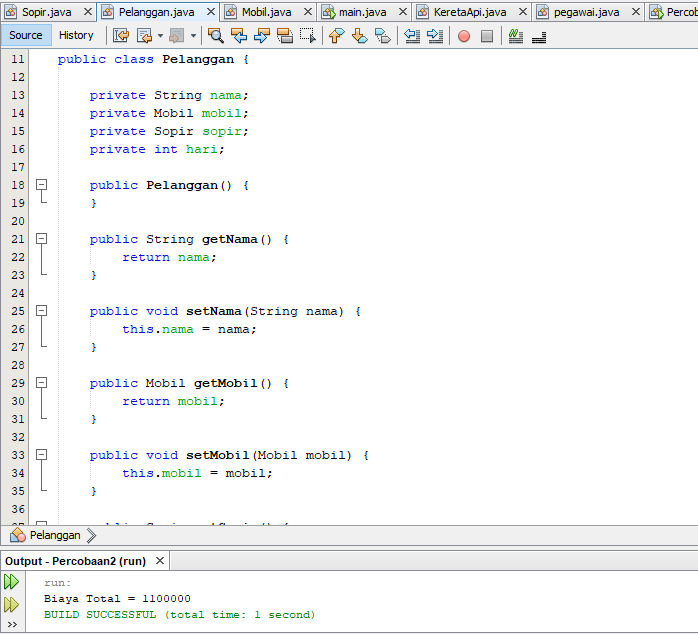 Sopir.java Pelanggan.java Mobil.java main.java KeretaApi.java pegawai.java Percob
Source History
11 public class Pelanggan {
12
13 private String nama;
14 private Mobil mobil;
15 private Sopir sopir;
16 private int hari;
17
18 public Pelanggan() {
19 }
20
21 public String getNama() {
22 return nama;
23 }
24
25 public void setNama(String nama) {
26 this.nama = nama;
27 }
28
29 public Mobil getMobil() {
30 return mobil;
31 }
32
33 public void setMobil(Mobil mobil) {
34 this.mobil = mobil;
35 }
36
Pelanggan
Output - Percobaan2 (run)
run:
Biaya Total = 1100000
BUILD SUCCESSFUL (total time: 1 second)